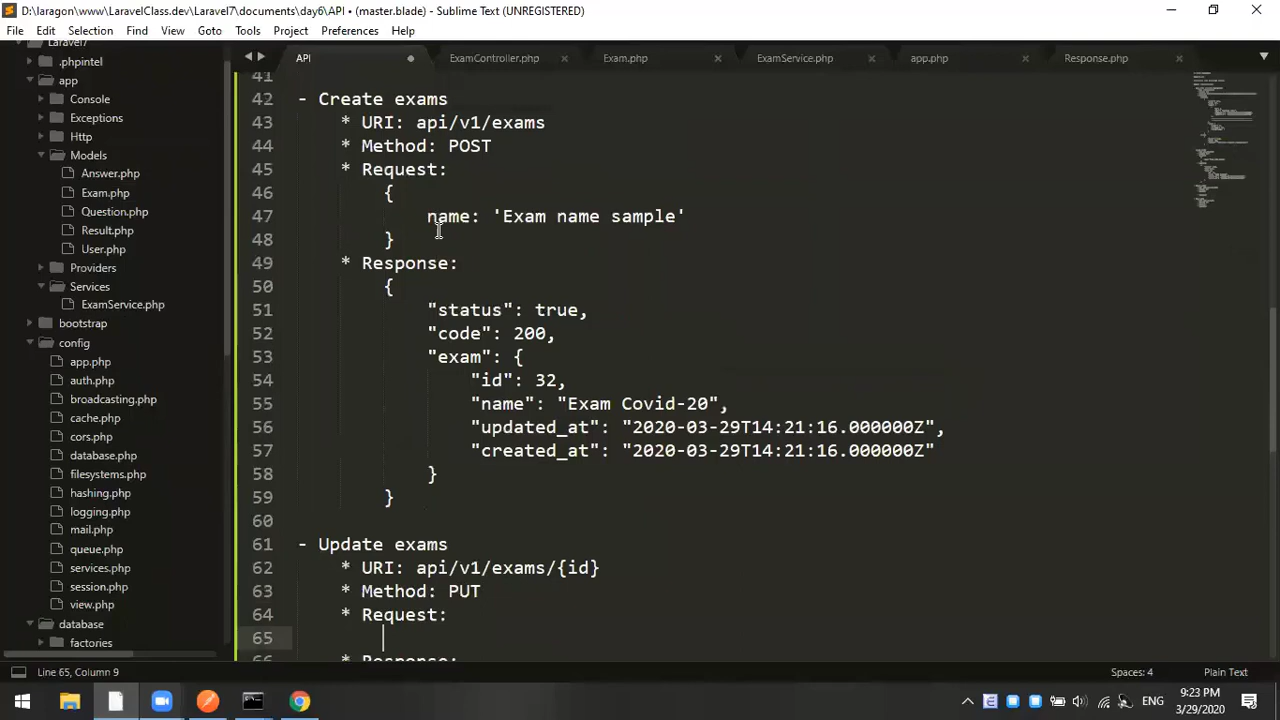 D:\laragon\www\LaravelClass.dev\Laravel7\documents\day6\API • (master.blade) - Sublime Text (UNREGISTERED)
File Edit Selection Find View Goto Tools Project Preferences Help
API ExamController.php Exam.php ExamService.php app.php Response.php
Laravel7
.phpintel
app
Console
Exceptions
Http
Models
Answer.php
Exam.php
Question.php
Result.php
User.php
Providers
Services
ExamService.php
bootstrap
config
app.php
auth.php
broadcasting.php
cache.php
cors.php
database.php
filesystems.php
hashing.php
logging.php
mail.php
queue.php
services.php
session.php
view.php
database
factories
41
42 - Create exams
43 * URI: api/v1/exams
44 * Method: POST
45 * Request:
46 {
47 name: 'Exam name sample'
48 }
49 * Response:
50 {
51 "status": true,
52 "code": 200,
53 "exam": {
54 "id": 32,
55 "name": "Exam Covid-20",
56 "updated_at": "2020-03-29T14:21:16.000000Z",
57 "created_at": "2020-03-29T14:21:16.000000Z"
58 }
59 }
60
61 - Update exams
62 * URI: api/v1/exams/{id}
63 * Method: PUT
64 * Request:
65
66 * Response:
Line 65, Column 9 Spaces: 4 Plain Text
ENG 9:23 PM
3/29/2020